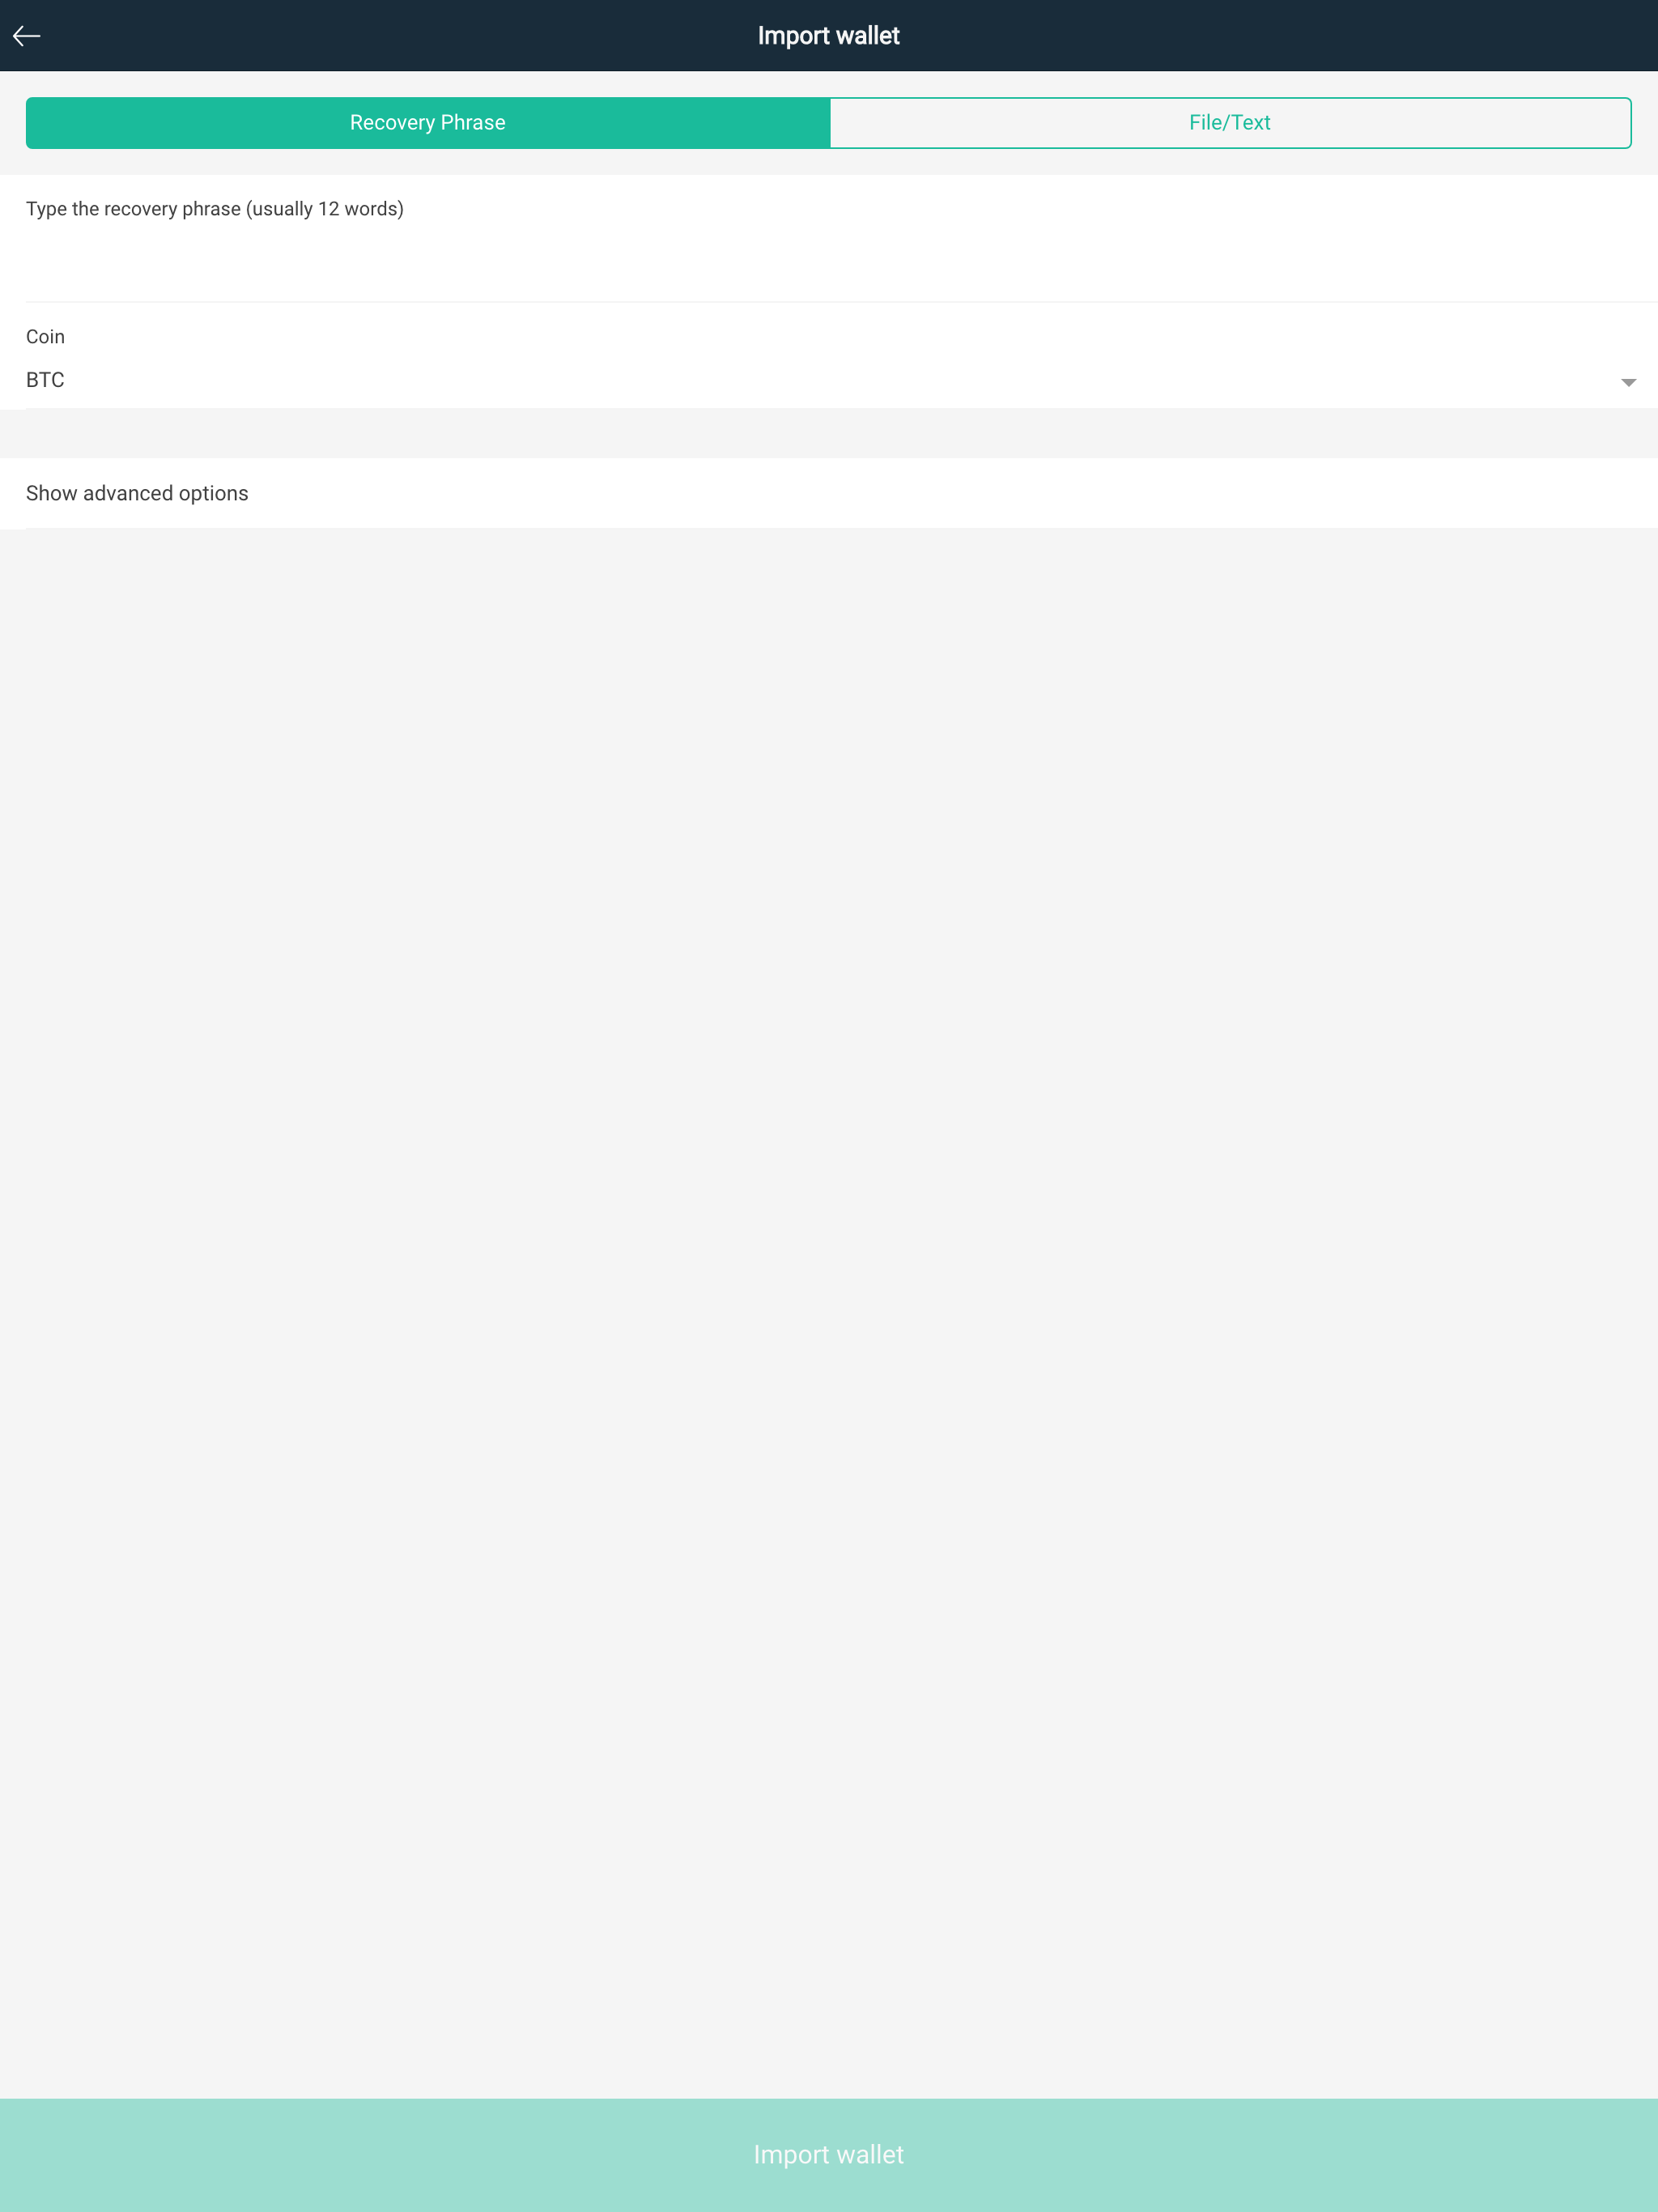 Import wallet
Recovery Phrase
File/Text
Type the recovery phrase (usually 12 words)
Coin
BTC
Show advanced options
Import wallet